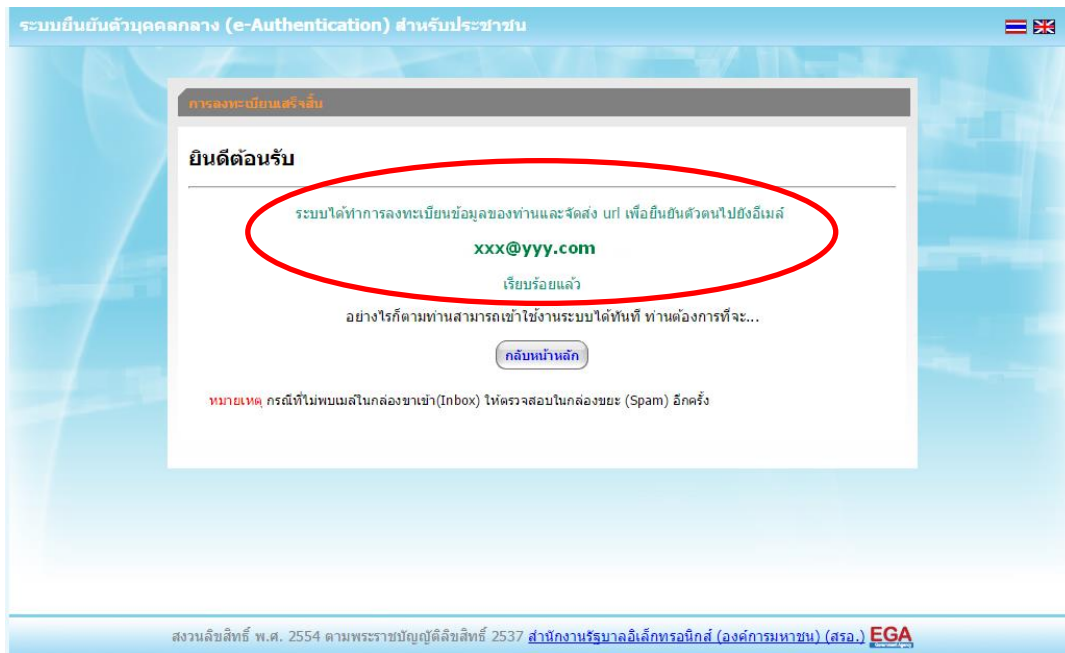 ระบบยืนยันตัวบุคคลกลาง (e-Authentication) สำหรับประชาชน
การลงทะเบียนเสร็จสิ้น
ยินดีต้อนรับ
ระบบได้ทำการลงทะเบียนข้อมูลของท่านและจัดส่ง url เพื่อยืนยันตัวตนไปยังอีเมล์
xxx@yyy.com
เรียบร้อยแล้ว
อย่างไรก็ตามท่านสามารถเข้าใช้งานระบบได้ทันที ท่านต้องการที่จะ...
กลับหน้าหลัก
หมายเหตุ กรณีที่ไม่พบเมล์ในกล่องขาเข้า(Inbox) ให้ตรวจสอบในกล่องขยะ (Spam) อีกครั้ง
สงวนลิขสิทธิ์ พ.ศ. 2554 ตามพระราชบัญญัติลิขสิทธิ์ 2537 สำนักงานรัฐบาลอิเล็กทรอนิกส์ (องค์การมหาชน) (สรอ.) EGA